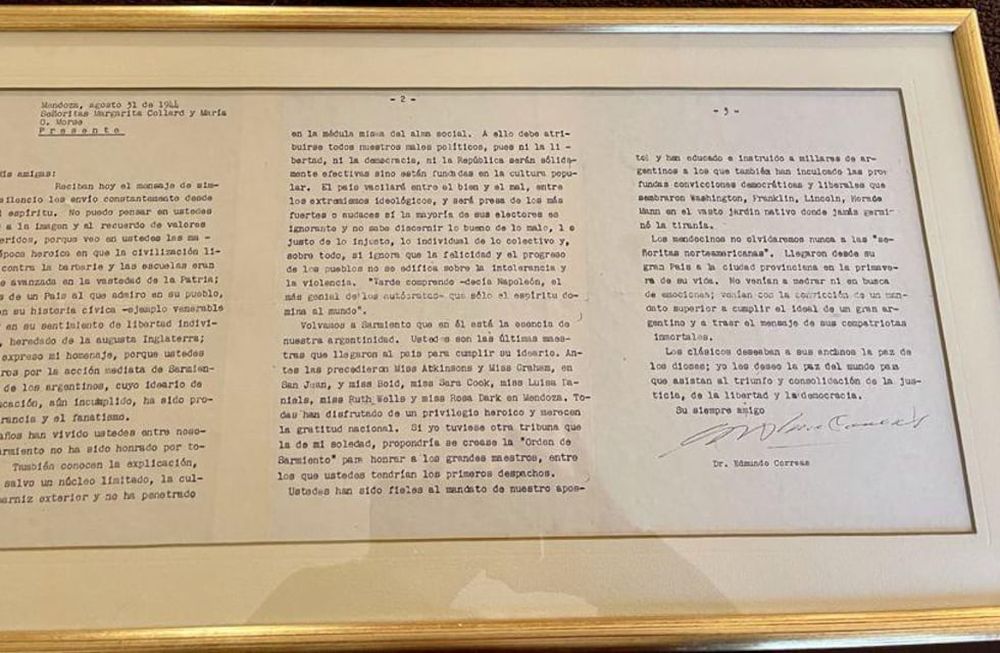 Mendoza, agosto 31 de 1944
Señoritas Margarita Collard y María
O. Morse
Presente
is amigas:
Reciban hoy el mensaje de sim-
silencio les envío constantemente desde
espíritu. No puedo pensar en ustedes
a la imagen y al recuerdo de valores
eridos, porque veo en ustedes las ma-
época heroica en que la civilización li-
contra la barbarie y las escuelas eran
e avanzada en la vastedad de la Patria;
s de un País al que admiro en su pueblo,
n su historia cívica -ejemplo venerable
y en su sentimiento de libertad indivi-
, heredado de la augusta Inglaterra;
expreso mi homenaje, porque ustedes
ros por la acción mediata de Sarmien-
de los argentinos, cuyo ideario de
ucación, aún incumplido, ha sido pro-
rancia y el fanatismo.
años han vivido ustedes entre noso-
armiento no ha sido honrado por to-
También conocen la explicación,
salvo un núcleo limitado, la cul-
barniz exterior y no ha penetrado
- 2 -
en la médula misma del alma social. A ello debe atri-
buirse todos nuestros males políticos, pues ni la li-
bertad, ni la democracia, ni la República serán sólida-
mente efectivas sino están fundadas en la cultura popu-
lar. El país vacilará entre el bien y el mal, entre
los extremismos ideológicos, y será presa de los más
fuertes o audaces si la mayoría de sus electores es
ignorante y no sabe discernir lo bueno de lo malo, lo
justo de lo injusto, lo individual de lo colectivo y,
sobre todo, si ignora que la felicidad y el progreso
de los pueblos no se edifica sobre la intolerancia y
la violencia. "Tarde comprendo -decía Napoleón, el
más genial de los autócratas- que sólo el espíritu do-
mina al mundo".
Volvamos a Sarmiento que en él está la esencia de
nuestra argentinidad. Ustedes son las últimas maes-
tras que llegaron al país para cumplir su ideario. An-
tes las precedieron Miss Atkinsons y Miss Graham, en
San Juan, y miss Boid, miss Sara Cook, miss Luisa Da-
niels, miss Ruth Wells y miss Rosa Dark en Mendoza. To-
das han disfrutado de un privilegio heroico y merecen
la gratitud nacional. Si yo tuviese otra tribuna que
la de mi soledad, propondría se crease la "Orden de
Sarmiento" para honrar a los grandes maestros, entre
los que ustedes tendrían los primeros despachos.
Ustedes han sido fieles al mandato de nuestro apos-
- 3 -
tol y han educado e instruido a millares de ar-
gentinos a los que también han inculcado las pro-
fundas convicciones democráticas y liberales que
sembraron Washington, Franklin, Lincoln, Horade
Mann en el vasto jardín nativo donde jamás germi-
nó la tiranía.
Los mendocinos no olvidaremos nunca a las "se-
ñoritas norteamericanas". Llegaron desde su
gran País a la ciudad provinciana en la primave-
ra de su vida. No venían a medrar ni en busca
de emociones; venían con la convicción de un man-
dato superior a cumplir el ideal de un gran ar-
gentino y a traer el mensaje de sus compatriotas
inmortales.
Los clásicos deseaban a sus ancianos la paz de
los dioses; yo les deseo la paz del mundo para
que asistan al triunfo y consolidación de la jus-
ticia, de la libertad y la democracia.
Su siempre amigo
Dr. Edmundo Correas